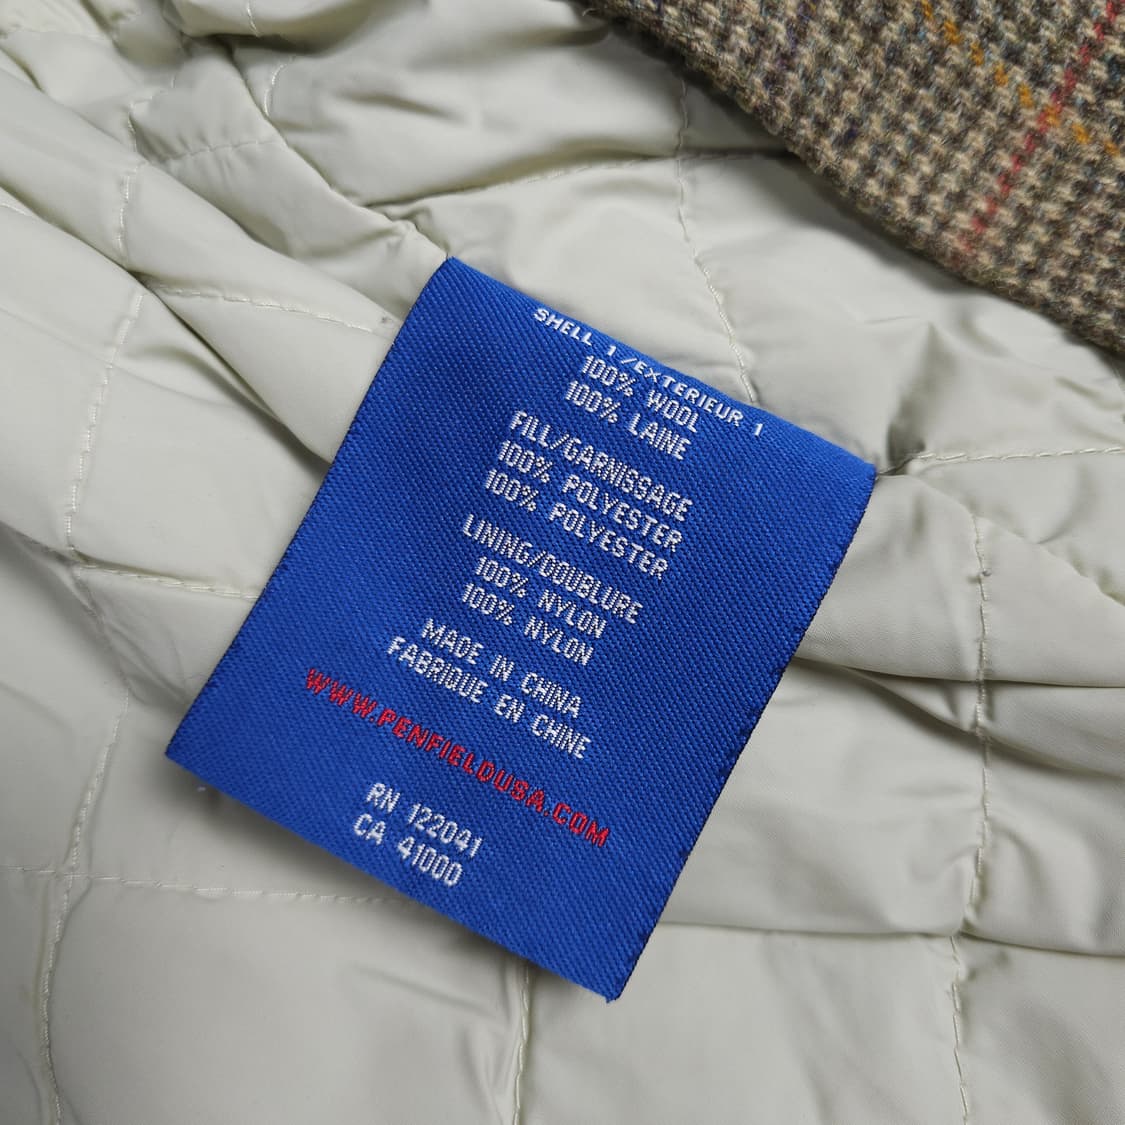 SHELL 1/EXTERIEUR 1
100% WOOL
100% LAINE
FILL/GARNISSAGE
100% POLYESTER
100% POLYESTER
LINING/DOUBLURE
100% NYLON
100% NYLON
MADE IN CHINA
FABRIQUE EN CHINE
WWW.PENFIELDUSA.COM
RN 122041
CA 41000